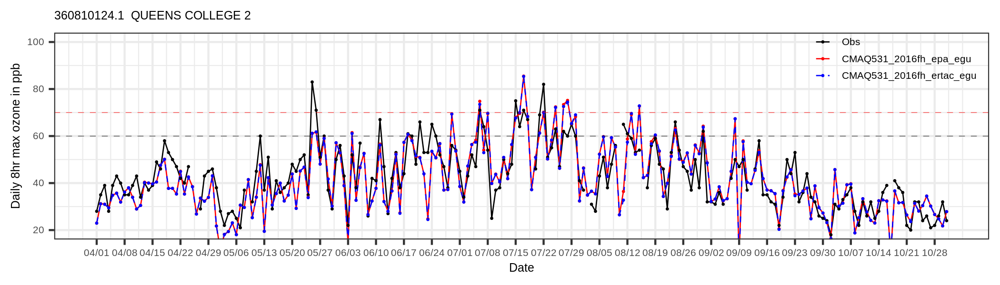 360810124.1  QUEENS COLLEGE 2
Daily 8hr max ozone in ppb
100
80
60
40
20
Obs
CMAQ531_2016fh_epa_egu
CMAQ531_2016fh_ertac_egu
04/01 04/08 04/15 04/22 04/29 05/06 05/13 05/20 05/27 06/03 06/10 06/17 06/24 07/01 07/08 07/15 07/22 07/29 08/05 08/12 08/19 08/26 09/02 09/09 09/16 09/23 09/30 10/07 10/14 10/21 10/28
Date